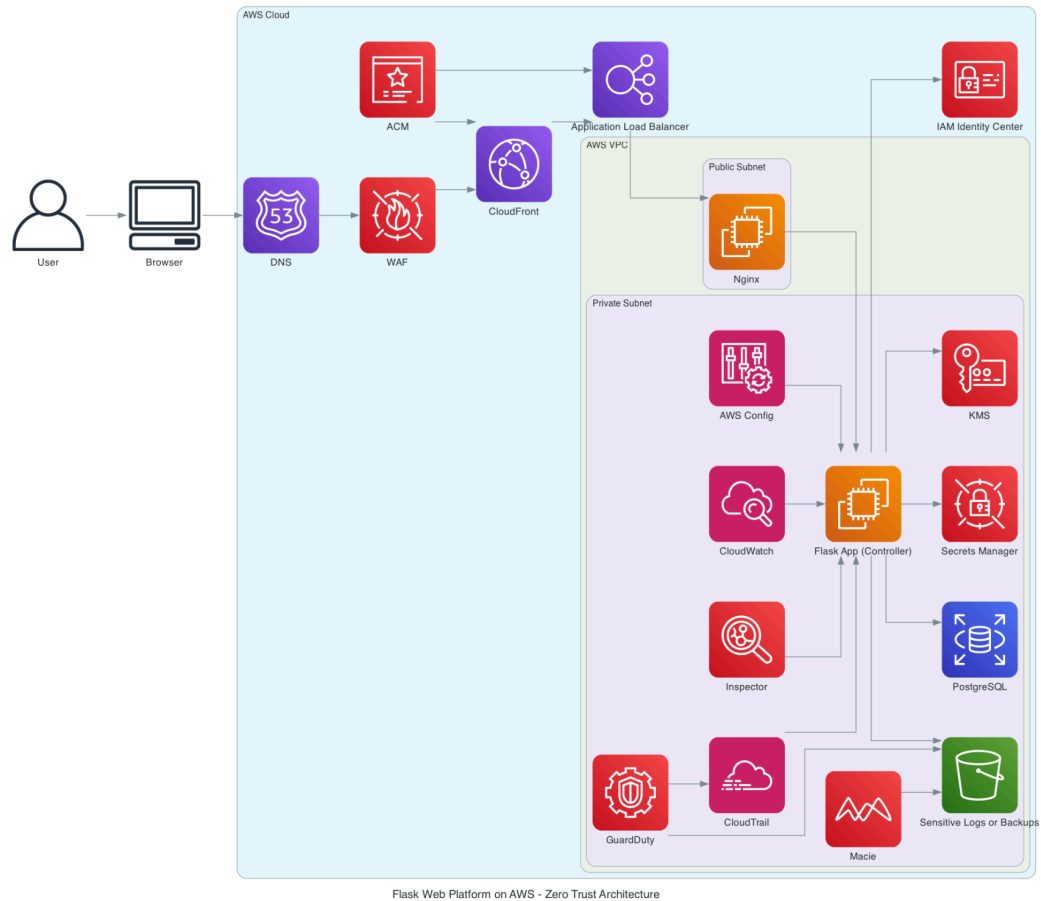 AWS Cloud
ACM
Application Load Balancer
IAM Identity Center
AWS VPC
Public Subnet
CloudFront
53
User
Browser
DNS
WAF
Nginx
Private Subnet
AWS Config
KMS
CloudWatch
Flask App (Controller)
Secrets Manager
Inspector
PostgreSQL
GuardDuty
CloudTrail
Macie
Sensitive Logs or Backups
Flask Web Platform on AWS - Zero Trust Architecture